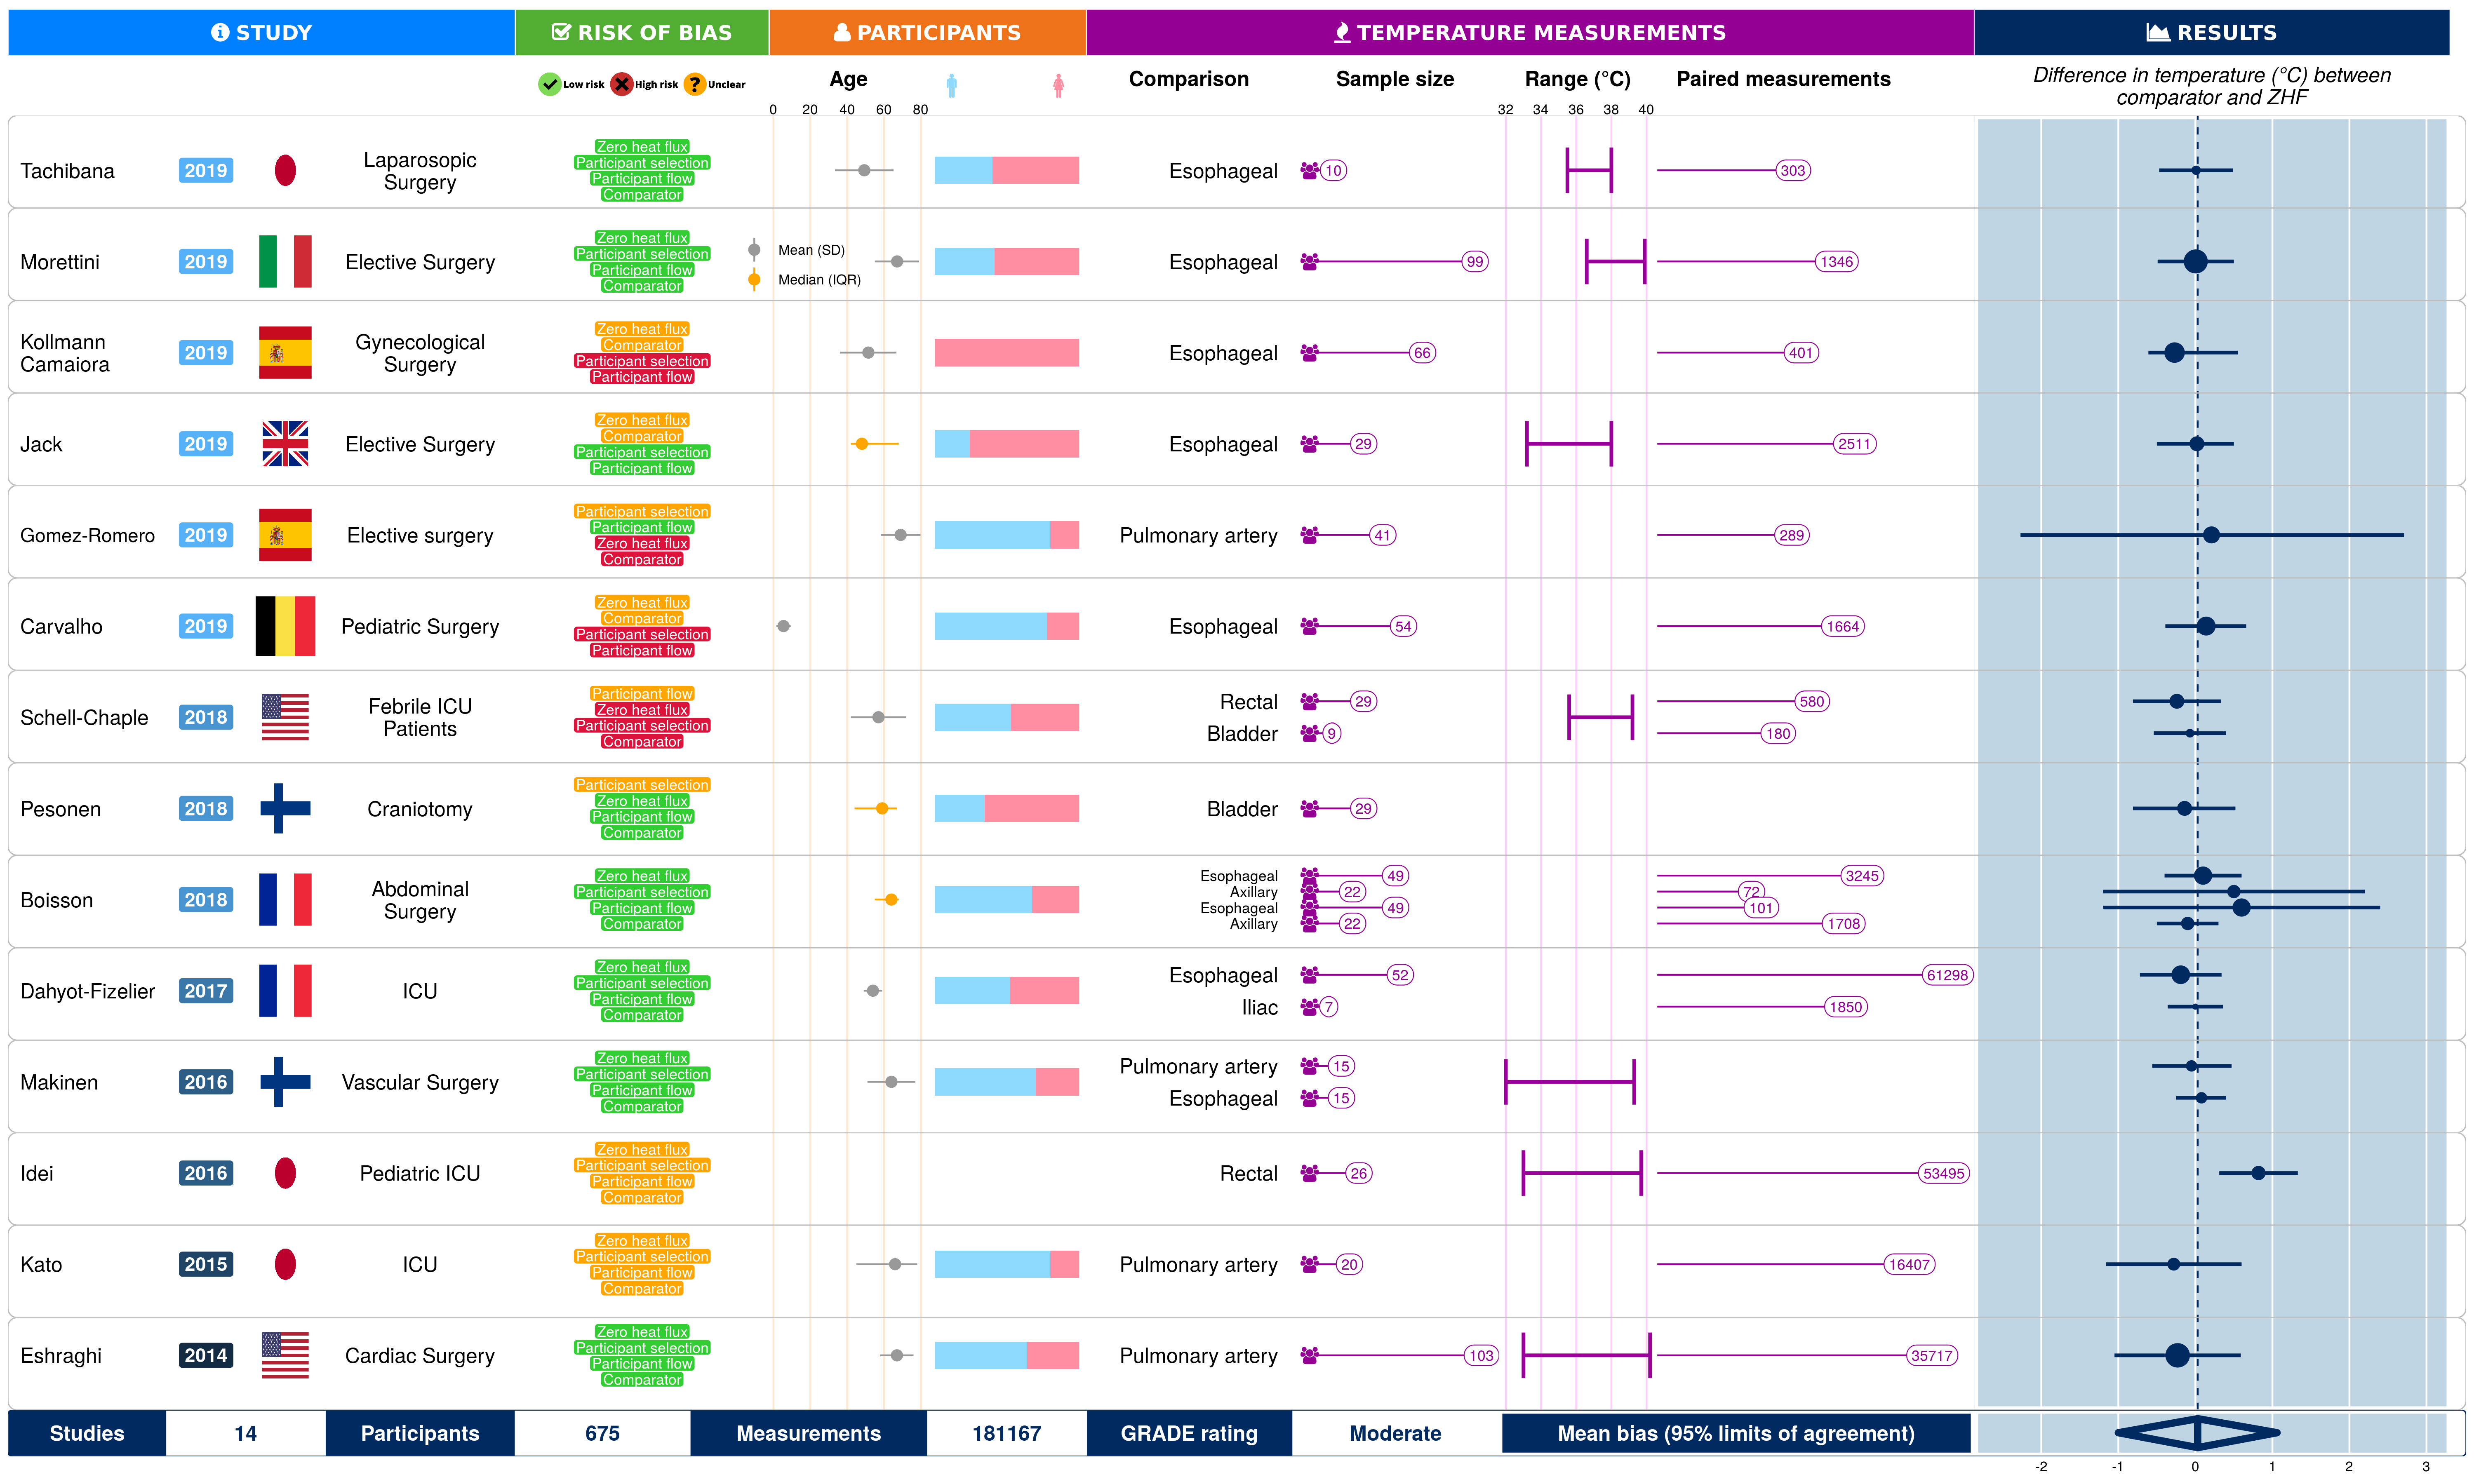 STUDY
RISK OF BIAS
PARTICIPANTS
TEMPERATURE MEASUREMENTS
RESULTS
Low risk
High risk
Unclear
Age
Comparison
Sample size
Range (°C)
Paired measurements
Difference in temperature (°C) between
comparator and ZHF
0 20 40 60 80
32 34 36 38 40
Tachibana
2019
Laparosopic
Surgery
Zero heat flux
Participant selection
Participant flow
Comparator
Esophageal
10
303
Morettini
2019
Elective Surgery
Zero heat flux
Participant selection
Participant flow
Comparator
Mean (SD)
Median (IQR)
Esophageal
99
1346
Kollmann
Camaiora
2019
Gynecological
Surgery
Zero heat flux
Comparator
Participant selection
Participant flow
Esophageal
66
401
Jack
2019
Elective Surgery
Zero heat flux
Comparator
Participant selection
Participant flow
Esophageal
29
2511
Gomez-Romero
2019
Elective surgery
Participant selection
Participant flow
Zero heat flux
Comparator
Pulmonary artery
41
289
Carvalho
2019
Pediatric Surgery
Zero heat flux
Comparator
Participant selection
Participant flow
Esophageal
54
1664
Schell-Chaple
2018
Febrile ICU
Patients
Participant flow
Zero heat flux
Participant selection
Comparator
Rectal
29
580
Bladder
9
180
Pesonen
2018
Craniotomy
Participant selection
Zero heat flux
Participant flow
Comparator
Bladder
29
Boisson
2018
Abdominal
Surgery
Zero heat flux
Participant selection
Participant flow
Comparator
Esophageal
49
3245
Axillary
22
72
Esophageal
49
101
Axillary
22
1708
Dahyot-Fizelier
2017
ICU
Zero heat flux
Participant selection
Participant flow
Comparator
Esophageal
52
61298
Iliac
7
1850
Makinen
2016
Vascular Surgery
Zero heat flux
Participant selection
Participant flow
Comparator
Pulmonary artery
15
Esophageal
15
Idei
2016
Pediatric ICU
Zero heat flux
Participant selection
Participant flow
Comparator
Rectal
26
53495
Kato
2015
ICU
Zero heat flux
Participant selection
Participant flow
Comparator
Pulmonary artery
20
16407
Eshraghi
2014
Cardiac Surgery
Zero heat flux
Participant selection
Participant flow
Comparator
Pulmonary artery
103
35717
Studies
14
Participants
675
Measurements
181167
GRADE rating
Moderate
Mean bias (95% limits of agreement)
-2 -1 0 1 2 3